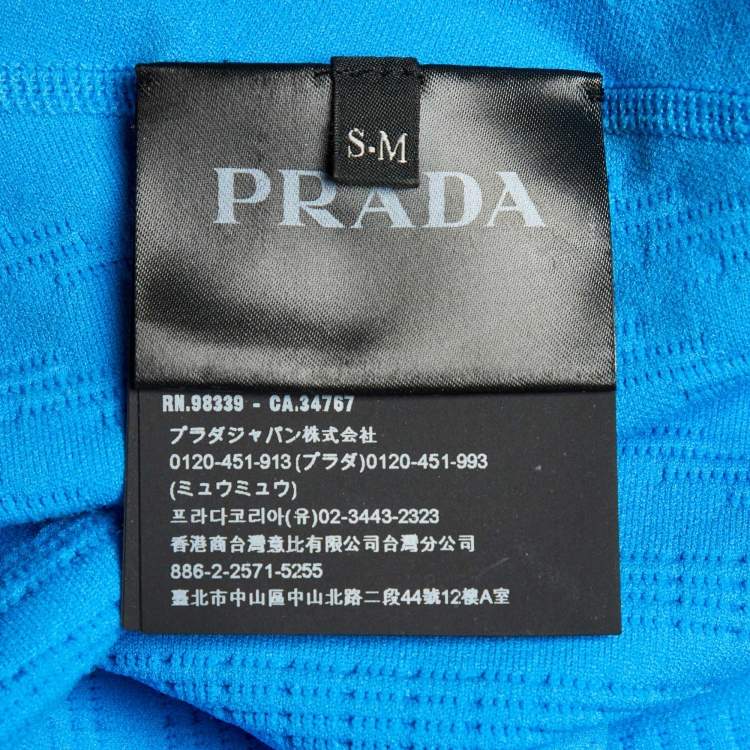 S·M
PRADA
RN.98339 - CA.34767
プラダジャパン株式会社
0120-451-913 (プラダ)0120-451-993
(ミュウミュウ)
프라다코리아(유)02-3443-2323
香港商台灣意比有限公司台灣分公司
886-2-2571-5255
臺北市中山區中山北路二段44號12樓A室